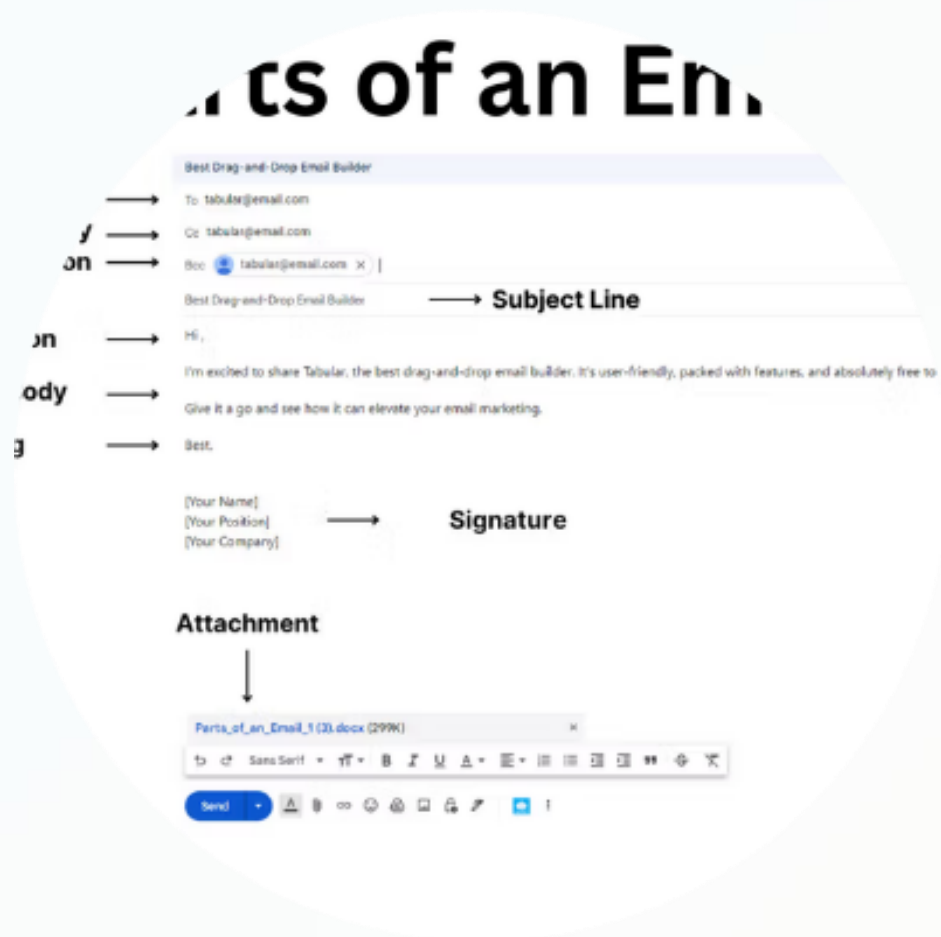 rts of an Em
Best Drag-and-Drop Email Builder
To tabular@email.com
y
Cc tabular@email.com
on
Bcc tabular@email.com ×
Best Drag-and-Drop Email Builder
Subject Line
on
Hi,
I'm excited to share Tabular, the best drag-and-drop email builder. It's user-friendly, packed with features, and absolutely free to
ody
Give it a go and see how it can elevate your email marketing.
g
Best,
[Your Name]
[Your Position]
Signature
[Your Company]
Attachment
Parts_of_an_Email_1 (3).docx (299K) ×
Sans Serif B I U A
Send A